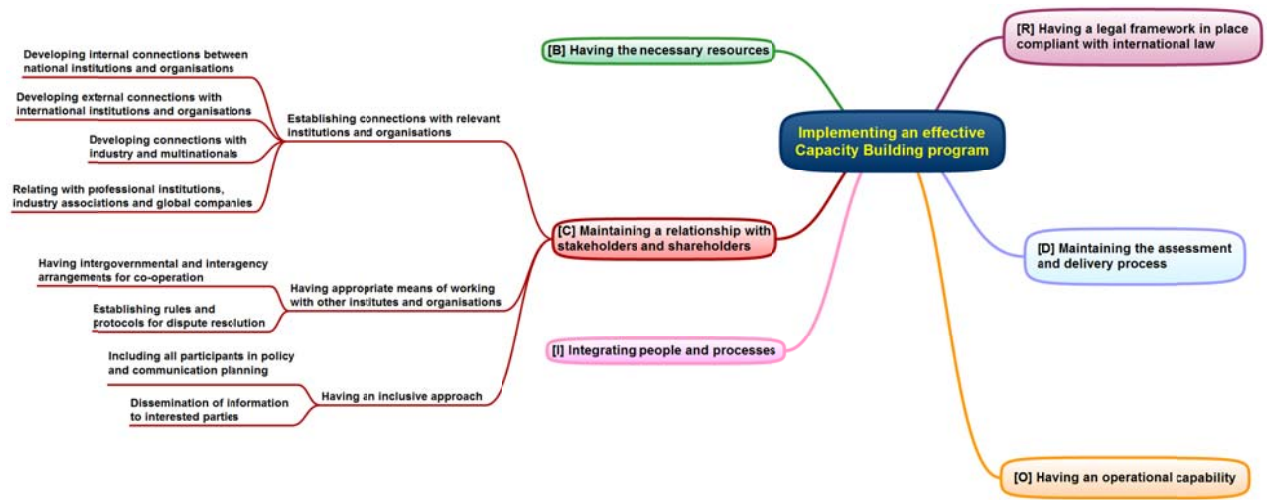 Implementing an effective
Capacity Building program
[R] Having a legal framework in place
compliant with international law
[D] Maintaining the assessment
and delivery process
[O] Having an operational capability
[B] Having the necessary resources
[C] Maintaining a relationship with
stakeholders and shareholders
Establishing connections with relevant
institutions and organisations
Developing internal connections between
national institutions and organisations
Developing external connections with
international institutions and organisations
Developing connections with
industry and multinationals
Relating with professional institutions,
industry associations and global companies
Having appropriate means of working
with other institutes and organisations
Having intergovernmental and interagency
arrangements for co-operation
Establishing rules and
protocols for dispute resolution
Having an inclusive approach
Including all participants in policy
and communication planning
Dissemination of information
to interested parties
[I] Integrating people and processes